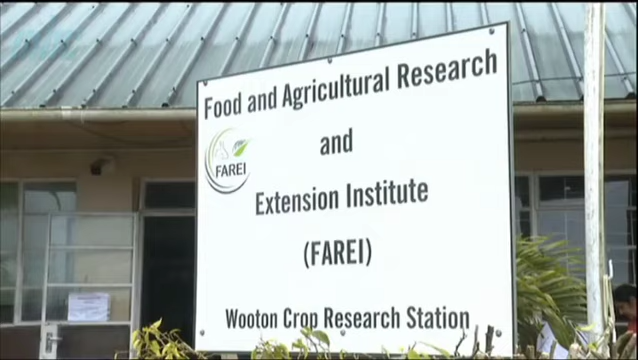 Food and Agricultural Research
and
FAREI
Extension Institute
(FAREI)
Wooton Crop Research Station